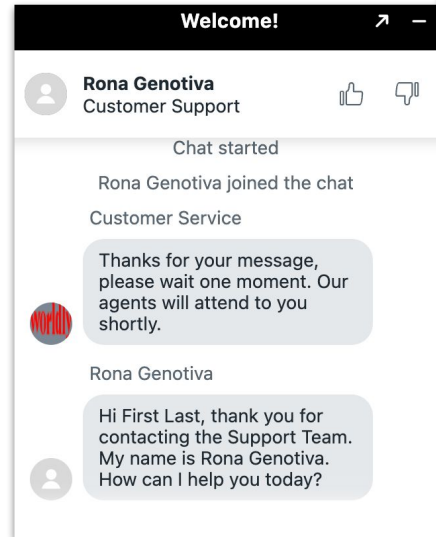 Welcome!
Rona Genotiva
Customer Support
Chat started
Rona Genotiva joined the chat
Customer Service
Thanks for your message,
please wait one moment. Our
agents will attend to you
shortly.
worldly
Rona Genotiva
Hi First Last, thank you for
contacting the Support Team.
My name is Rona Genotiva.
How can I help you today?